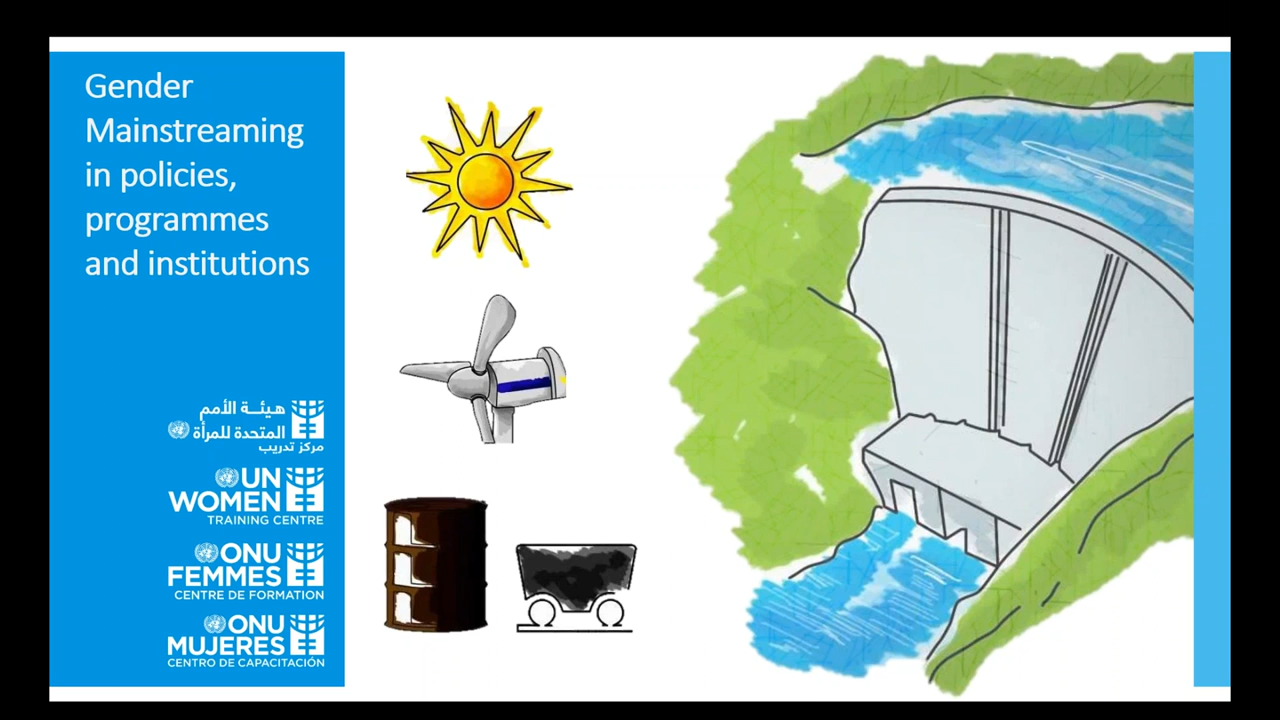 Gender
Mainstreaming
in policies,
programmes
and institutions
هيئة الأمم
المتحدة للمرأة
مركز تدريب
UN
WOMEN
TRAINING CENTRE
ONU
FEMMES
CENTRE DE FORMATION
ONU
MUJERES
CENTRO DE CAPACITACIÓN